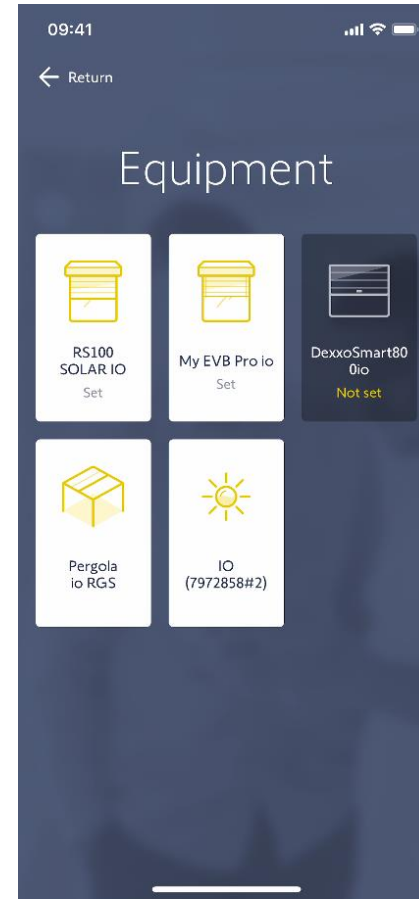 09:41
Return
Equipment
RS100
SOLAR IO
Set
My EVB Pro io
Set
DexxoSmart80
0io
Not set
Pergola
io RGS
IO
(7972858#2)